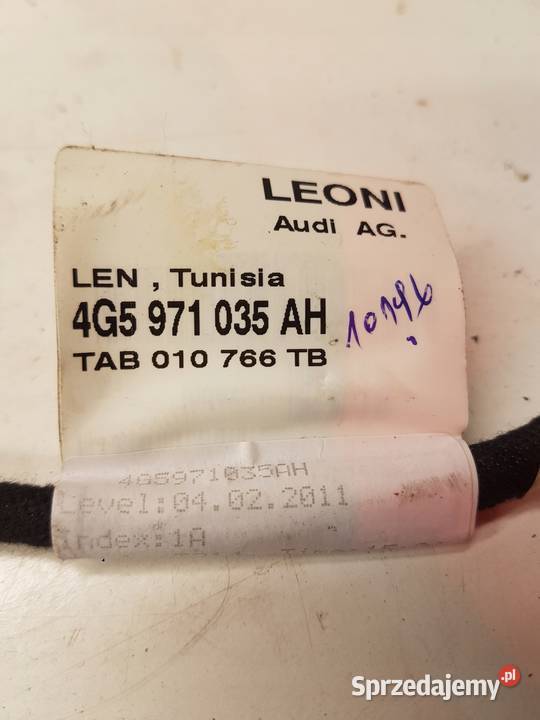 LEONI
Audi AG.
LEN , Tunisia
4G5 971 035 AH
TAB 010 766 TB
4G5971035AH
Level:04.02.2011
Index:1A
Sprzedajemy.pl